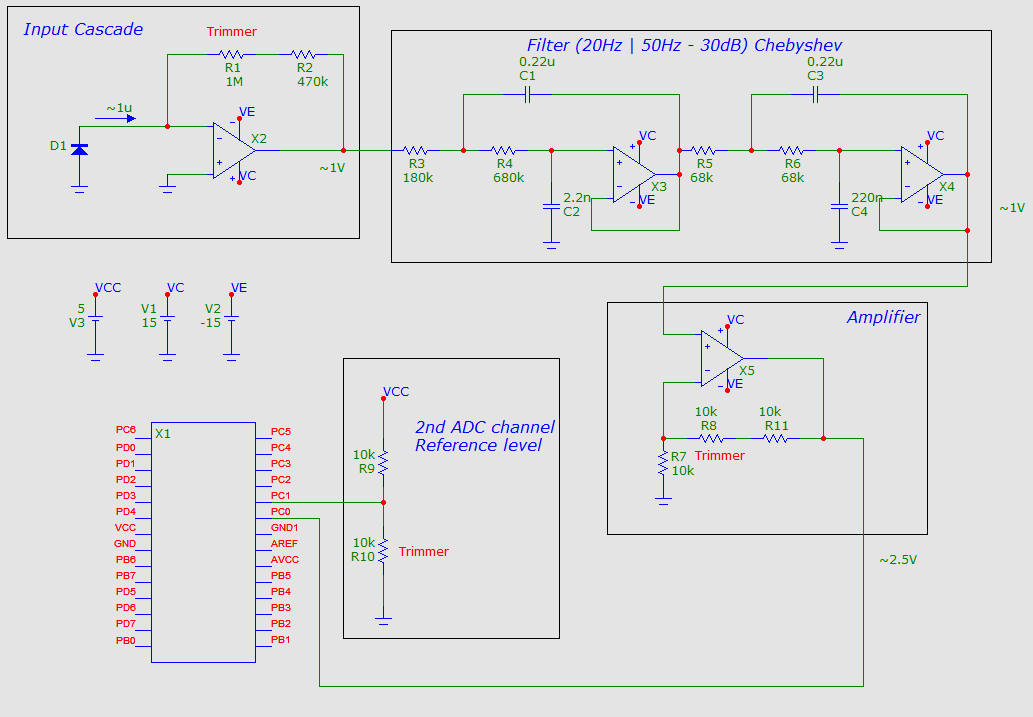 Input Cascade
Trimmer
R1
1M
R2
470k
~1u
D1
VE
X2
VC
~1V
Filter (20Hz | 50Hz - 30dB) Chebyshev
0.22u
C1
0.22u
C3
R3
180k
R4
680k
2.2n
C2
VC
X3
VE
R5
68k
R6
68k
220n
C4
VC
X4
VE
~1V
VCC
5
V3
VC
V1
15
VE
V2
-15
Amplifier
VC
X5
VE
10k
R8
10k
R11
Trimmer
R7
10k
~2.5V
VCC
2nd ADC channel
Reference level
10k
R9
10k
R10
Trimmer
X1
PC6
PD0
PD1
PD2
PD3
PD4
VCC
GND
PB6
PB7
PD5
PD6
PD7
PB0
PC5
PC4
PC3
PC2
PC1
PC0
GND1
AREF
AVCC
PB5
PB4
PB3
PB2
PB1